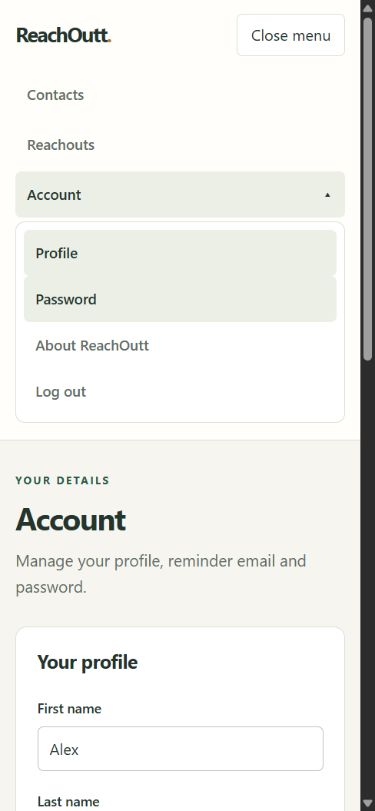 ReachOutt.
Close menu
Contacts
Reachouts
Account
Profile
Password
About ReachOutt
Log out
YOUR DETAILS
Account
Manage your profile, reminder email and
password.
Your profile
First name
Alex
Last name